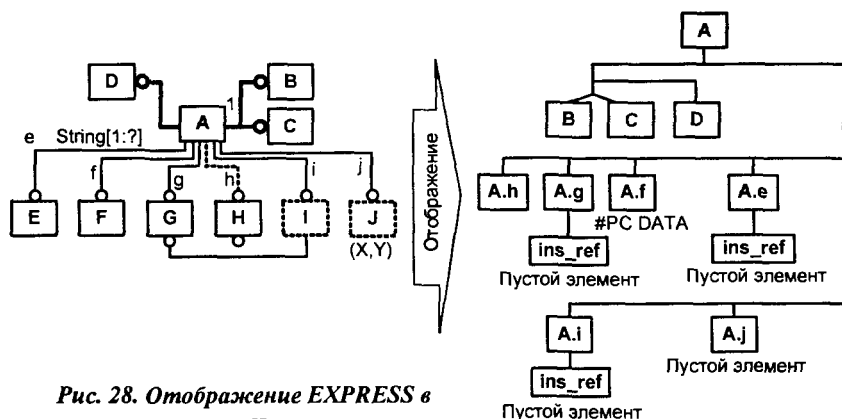 A
D
B
1
A
C
e
String[1:?]
f
g
h
i
j
E
F
G
H
I
J
(X,Y)
Отображение
B
C
D
A.h
A.g
A.f
A.e
#PC DATA
ins_ref
ins_ref
Пустой элемент
Пустой элемент
A.i
A.j
Пустой элемент
ins_ref
Пустой элемент
Рис. 28. Отображение EXPRESS в